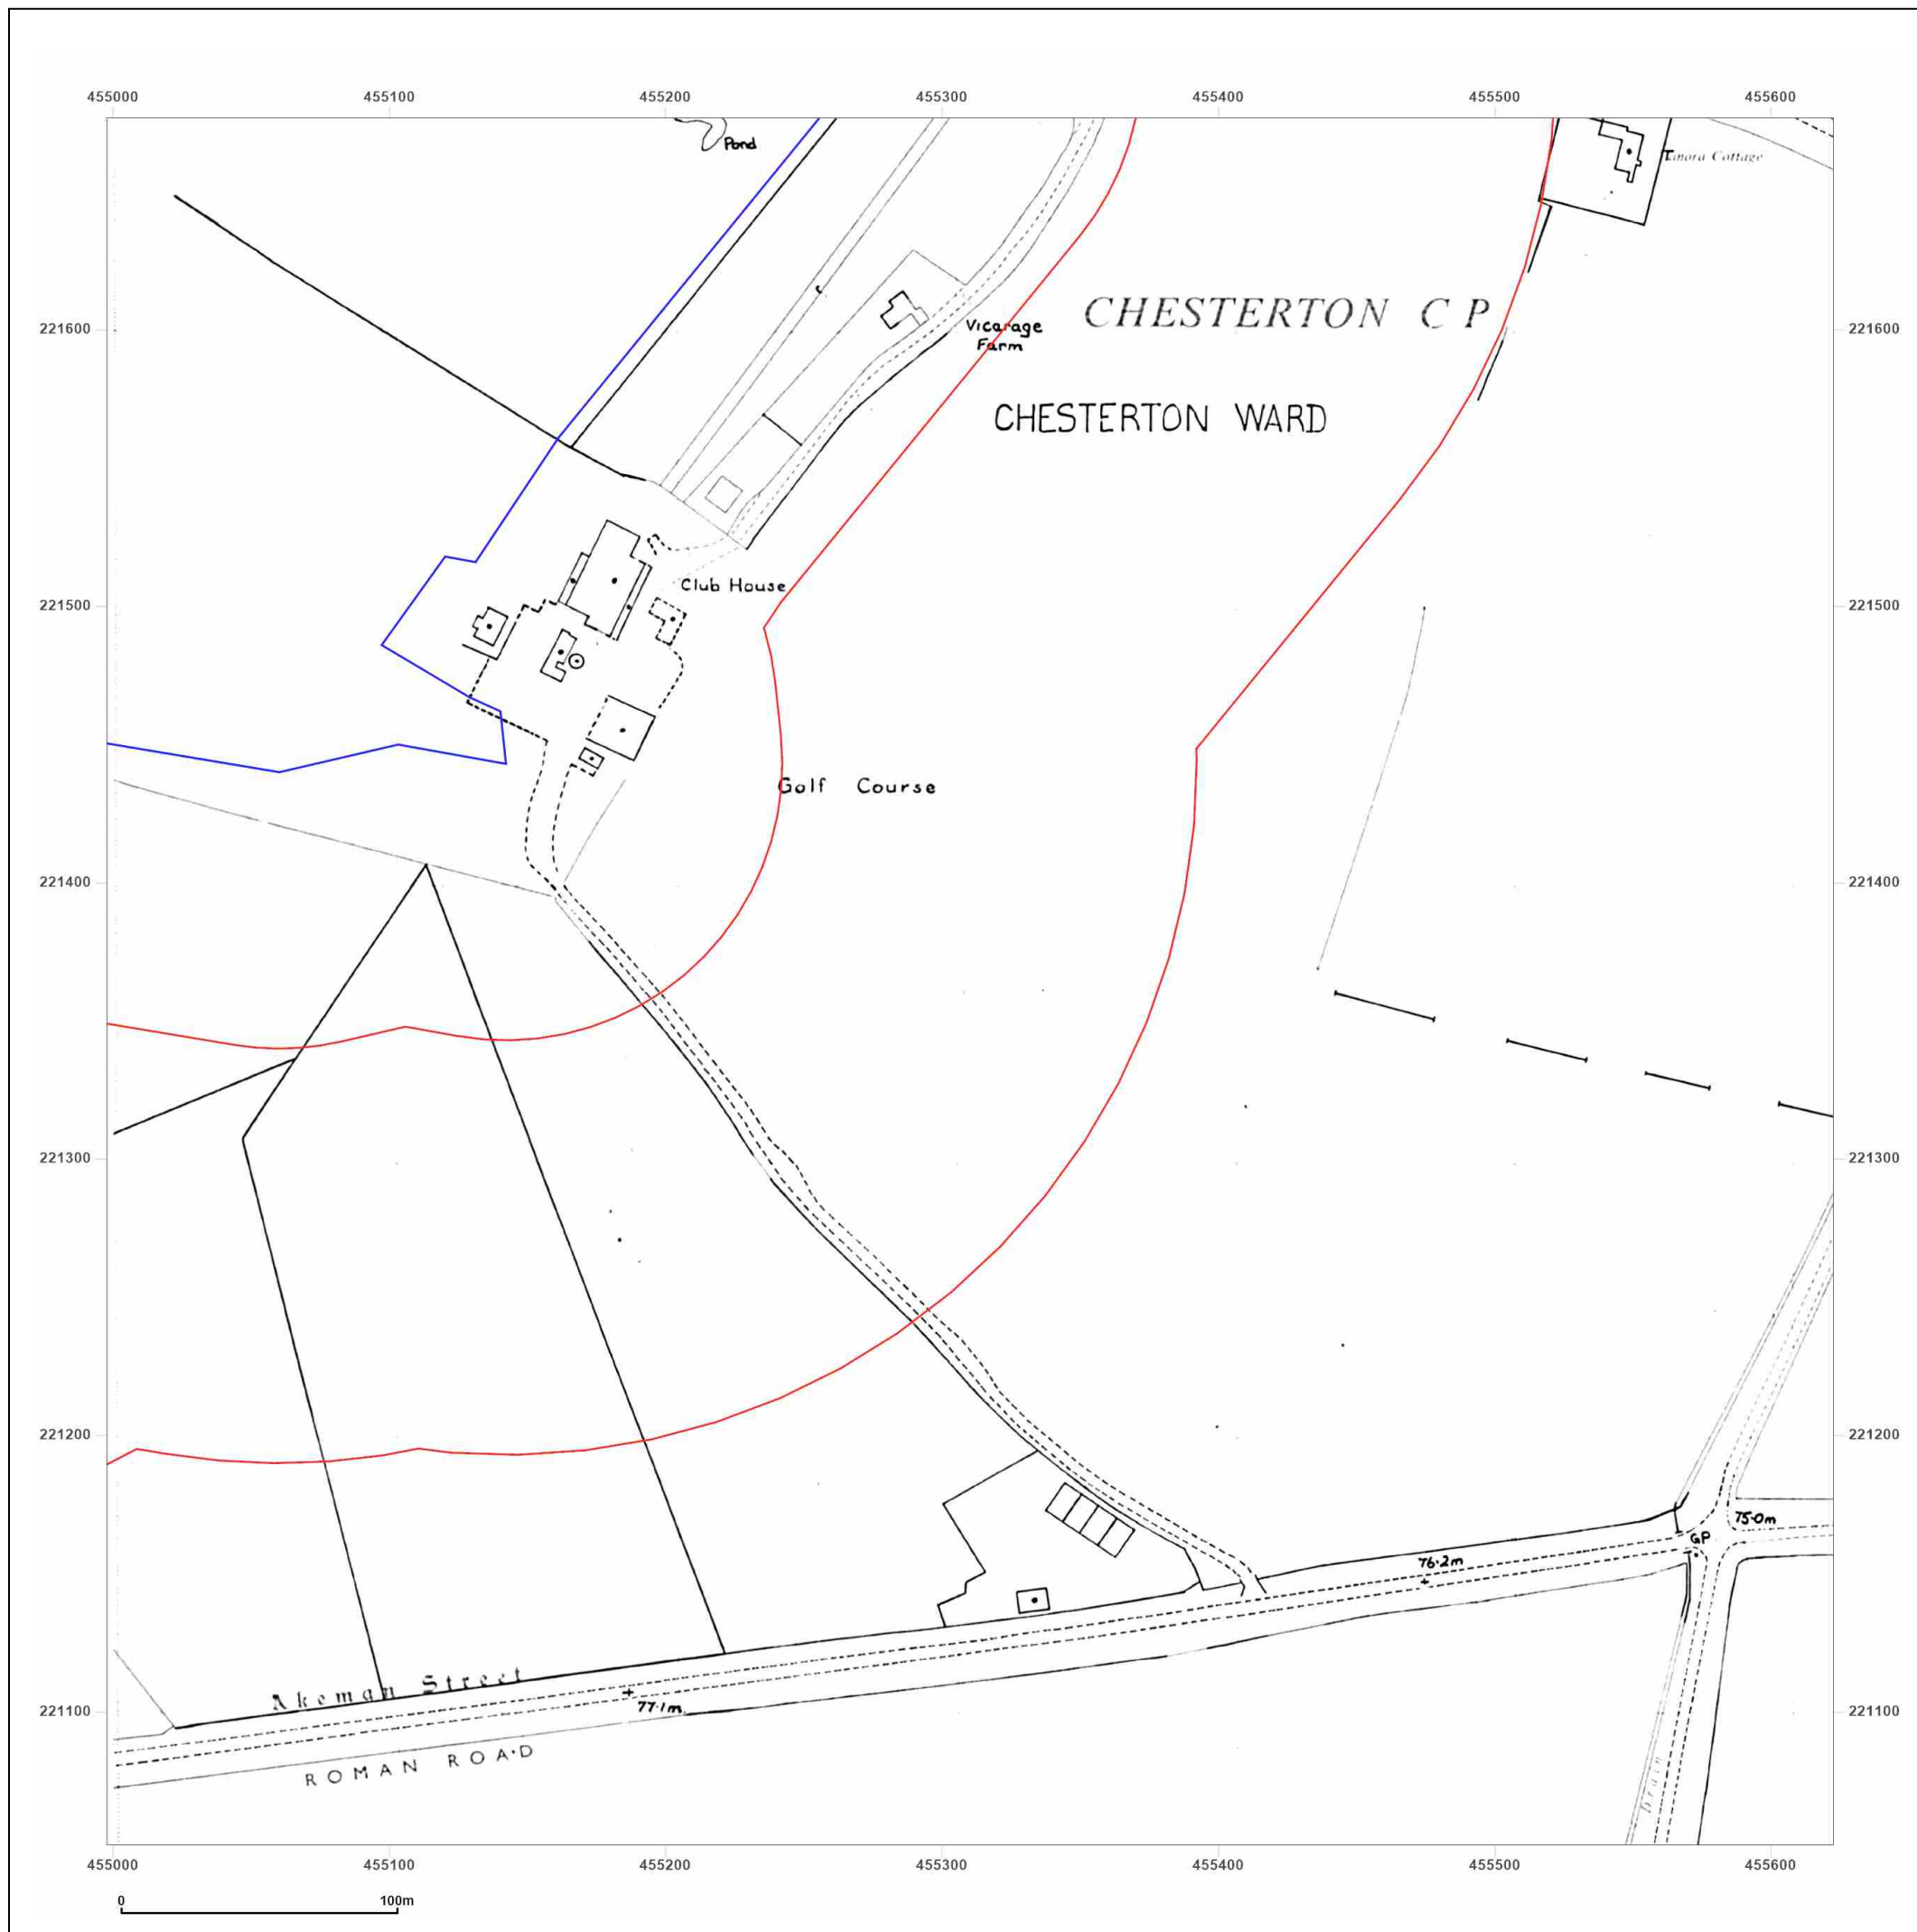 455000 455100 455200 455300 455400 455500 455600
Pond
Cottage
CHESTERTON C P
221600 221600
Vicarage
Farm
CHESTERTON WARD
Club House
221500 221500
Golf Course
221400 221400
221300 221300
221200 221200
75·0m
GP
76·2m
Akeman Street
77·1m
221100 221100
ROMAN ROAD
Drain
455000 455100 455200 455300 455400 455500 455600
0 100m